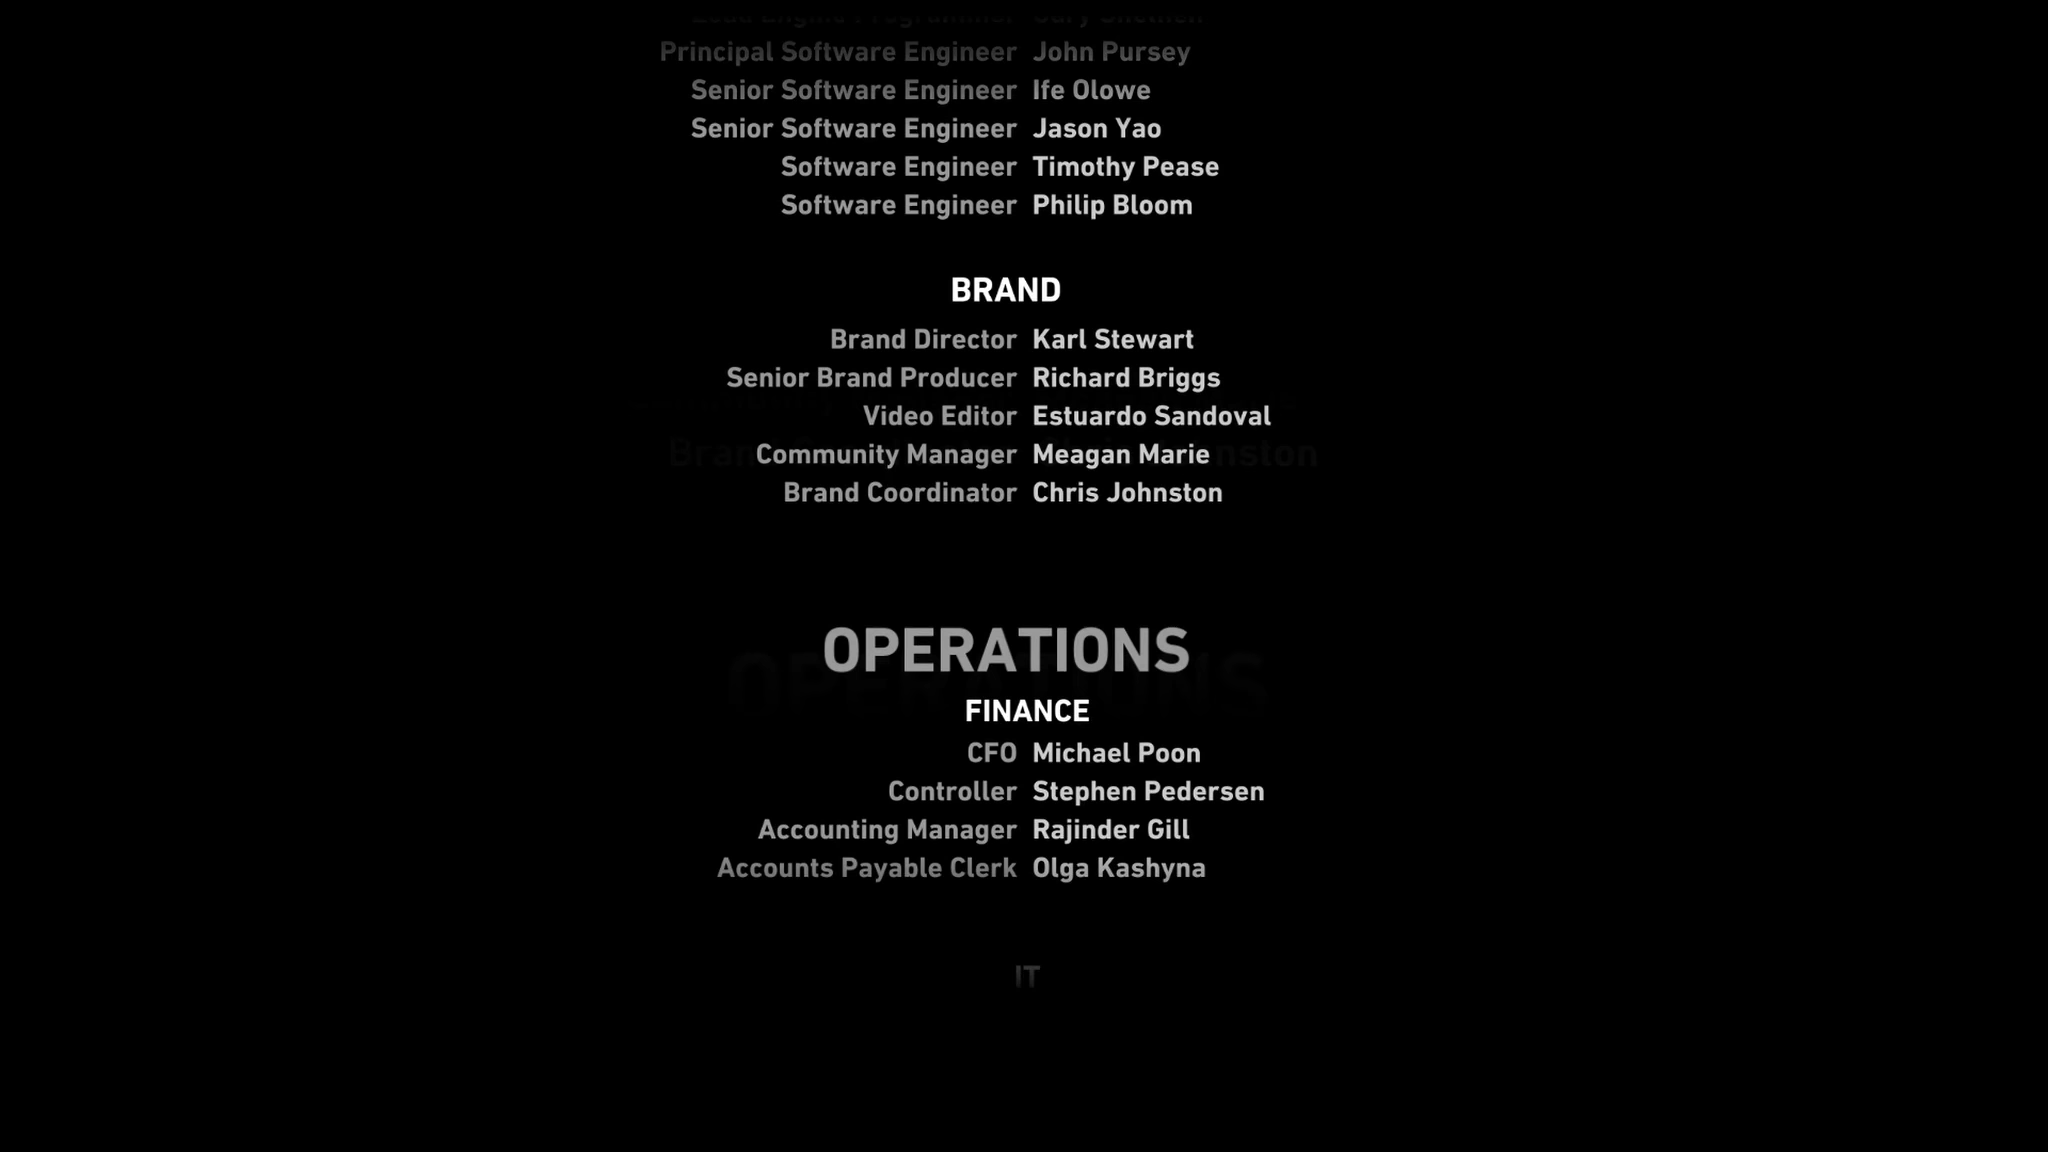 Principal Software Engineer John Pursey
Senior Software Engineer Ife Olowe
Senior Software Engineer Jason Yao
Software Engineer Timothy Pease
Software Engineer Philip Bloom
BRAND
Brand Director Karl Stewart
Senior Brand Producer Richard Briggs
Video Editor Estuardo Sandoval
Community Manager Meagan Marie
Brand Coordinator Chris Johnston
OPERATIONS
FINANCE
CFO Michael Poon
Controller Stephen Pedersen
Accounting Manager Rajinder Gill
Accounts Payable Clerk Olga Kashyna
IT